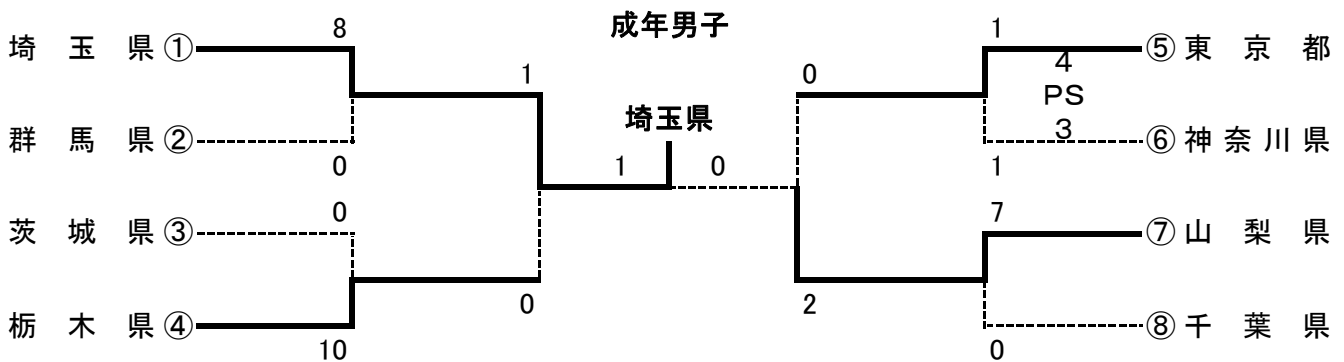 成年男子
埼玉県① 8
1
0
1 ⑤東京都
4
PS
3
群馬県②
0
埼玉県
1 0
⑥神奈川県
1
0
茨城県③
7
⑦山梨県
0
2
栃木県④
10
⑧千葉県
0